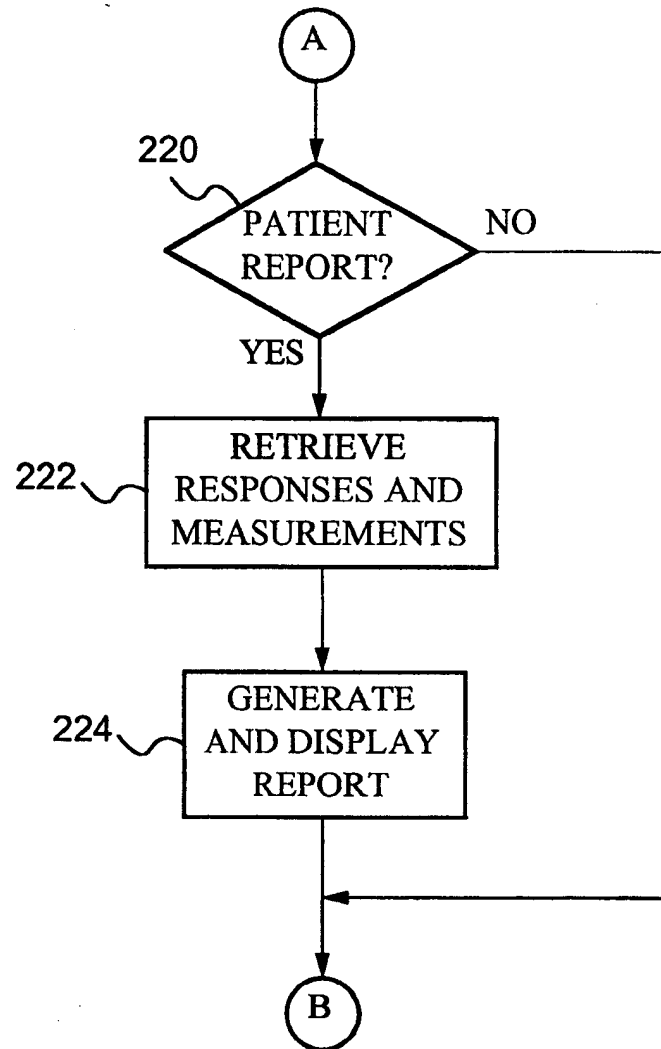 A
220
PATIENT
REPORT?
NO
YES
222
RETRIEVE
RESPONSES AND
MEASUREMENTS
224
GENERATE
AND DISPLAY
REPORT
B